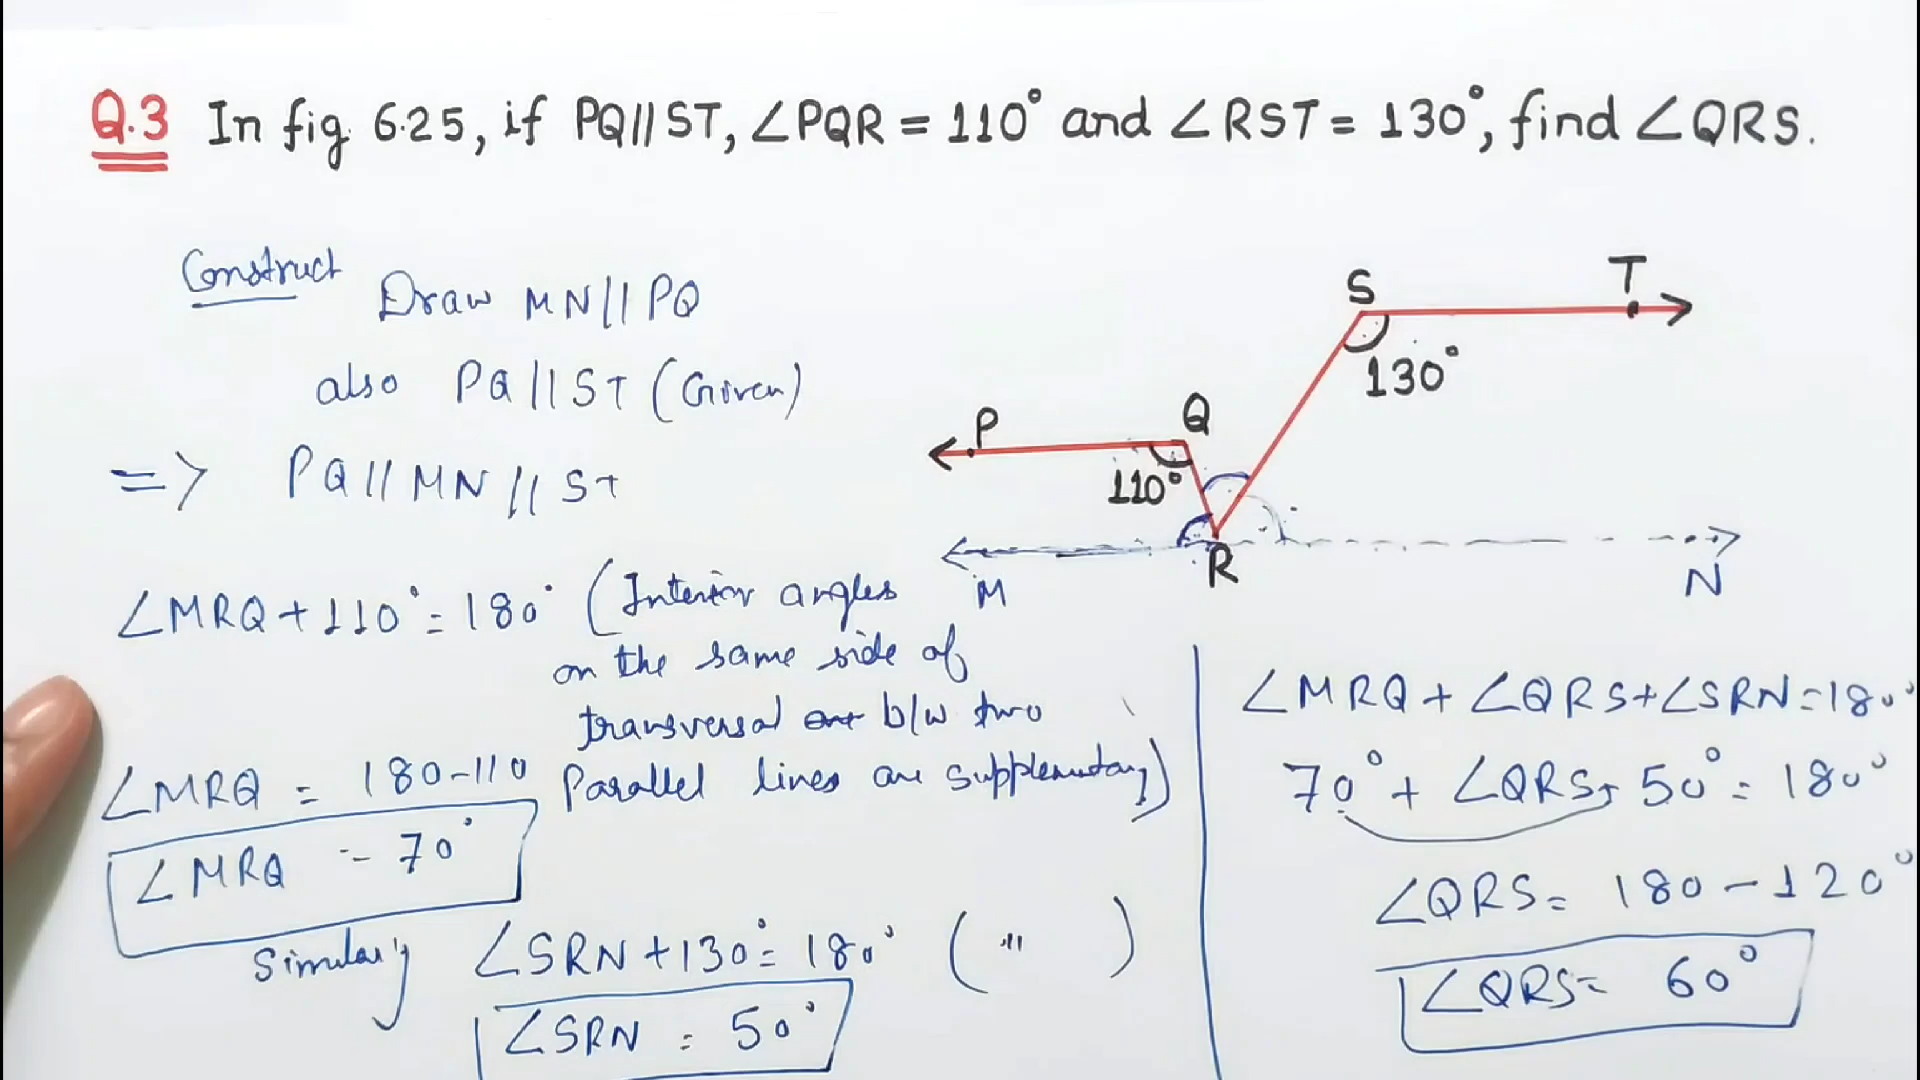 Q.3 In fig. 6.25, if PQ//ST, ∠PQR = 110° and ∠RST = 130°, find ∠QRS.
Construct
Draw MN//PQ
also PQ//ST (Given)
=> PQ//MN//ST
S
T
130°
P
Q
110°
R
M
N
∠MRQ + 110° = 180° (Interior angles
on the same side of
transversal b/w two
Parallel lines are supplementary)
∠MRQ = 180-110
∠MRQ = 70°
Similarly ∠SRN + 130° = 180° ( " )
∠SRN = 50°
∠MRQ + ∠QRS + ∠SRN = 180°
70° + ∠QRS + 50° = 180°
∠QRS = 180 - 120°
∠QRS = 60°